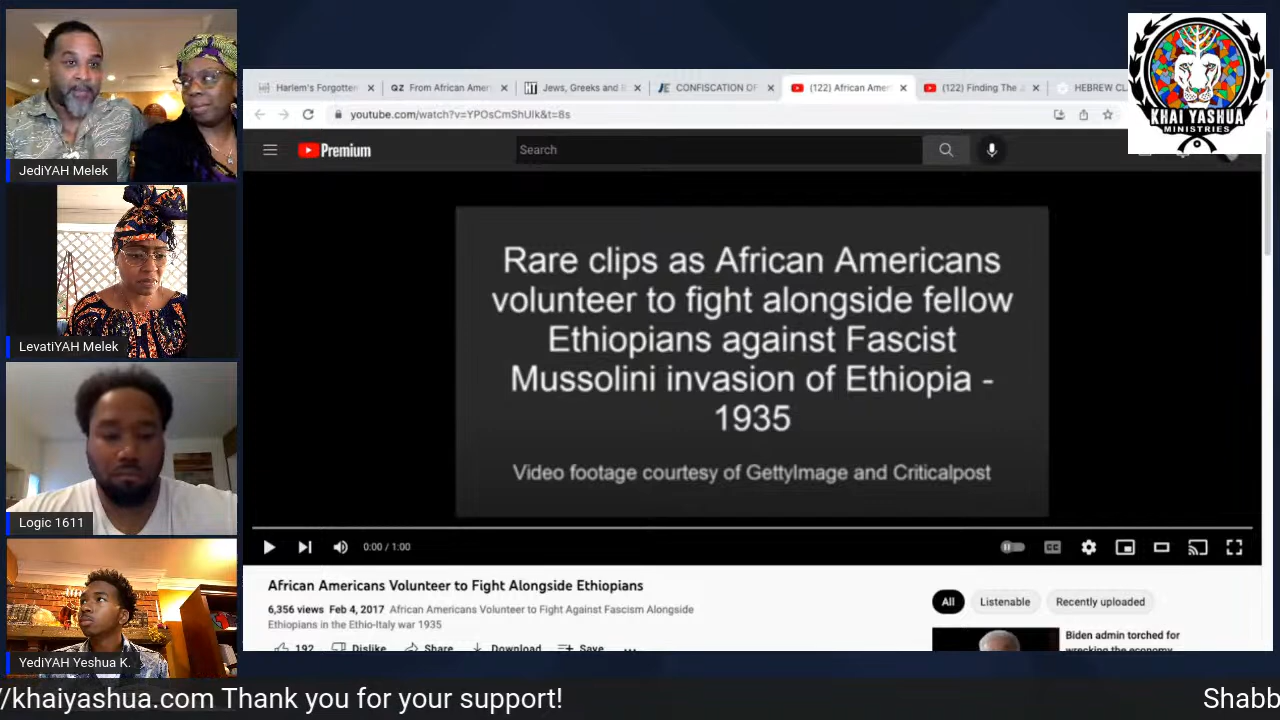 JediYAH Melek
LevatiYAH Melek
Logic 1611
YediYAH Yeshua K.
Harlem's Forgotten
QZ From African Amer
Jews, Greeks and R
CONFISCATION OF
(122) African Amer
(122) Finding The
HEBREW CL
youtube.com/watch?v=YPOsCmShUlk&t=8s
Premium
Search
KHAI YASHUA
MINISTRIES
Rare clips as African Americans
volunteer to fight alongside fellow
Ethiopians against Fascist
Mussolini invasion of Ethiopia -
1935
Video footage courtesy of GettyImage and Criticalpost
0:00 / 1:00
CC
African Americans Volunteer to Fight Alongside Ethiopians
6,356 views Feb 4, 2017 African Americans Volunteer to Fight Against Fascism Alongside
Ethiopians in the Ethio-Italy war 1935
192 Dislike Share Download Save ...
All Listenable Recently uploaded
Biden admin torched for
wrecking the economy
//khaiyashua.com Thank you for your support! Shabb